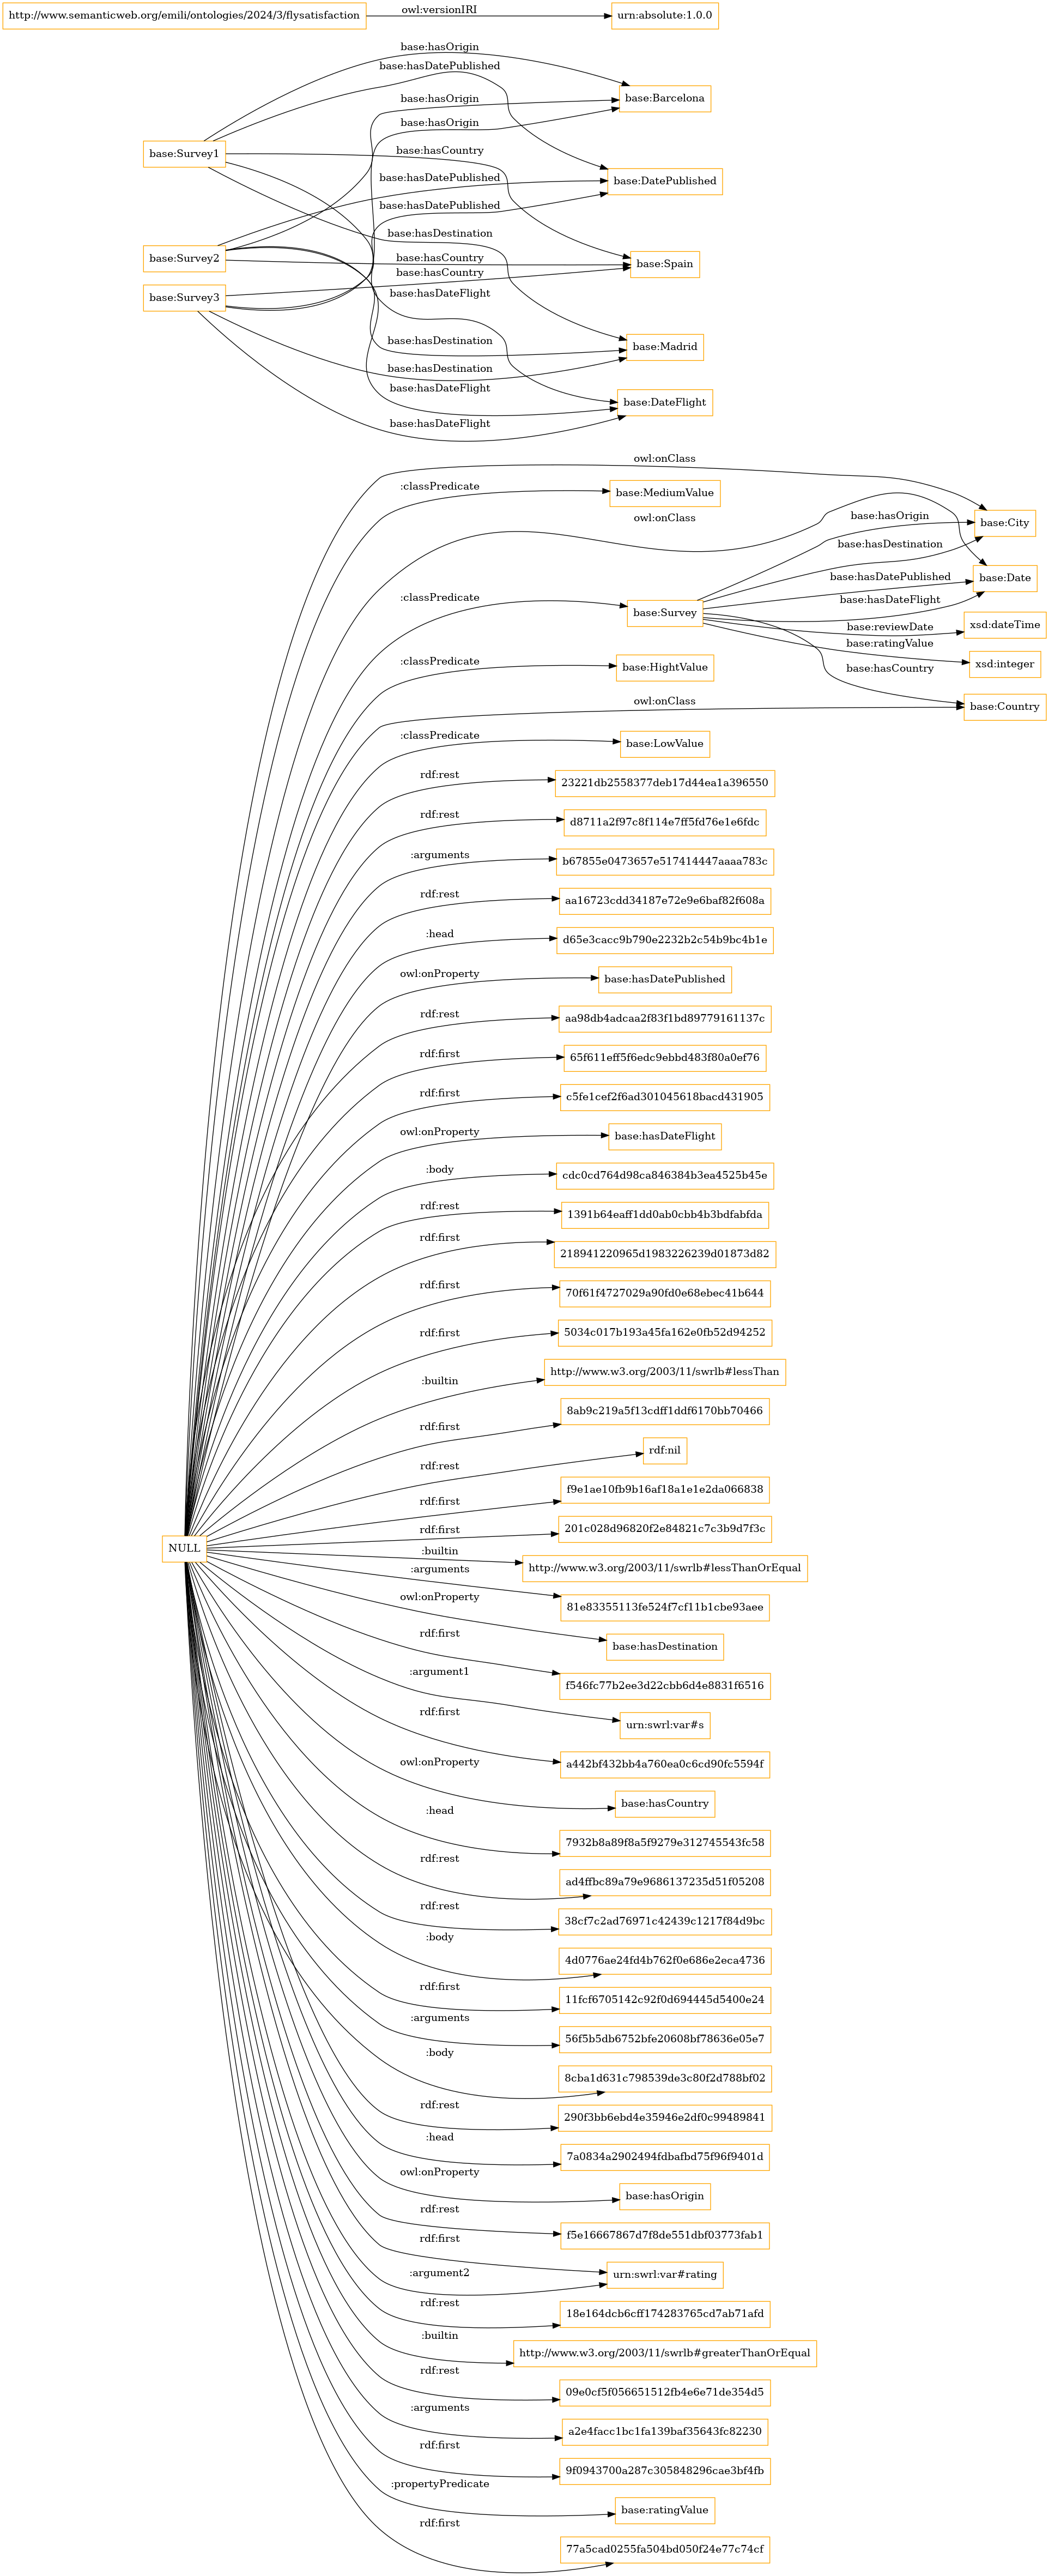 http://www.semanticweb.org/emili/ontologies/2024/3/flysatisfaction
owl:versionIRI
urn:absolute:1.0.0
base:hasOrigin
base:hasDatePublished
base:Barcelona
base:hasOrigin
base:hasOrigin
base:Survey1
base:hasCountry
base:hasDatePublished
base:DatePublished
base:hasDatePublished
base:hasDestination
base:Survey2
base:hasCountry
base:Spain
base:hasCountry
base:Survey3
base:hasDateFlight
base:hasDestination
base:Madrid
base:hasDestination
base:hasDateFlight
base:DateFlight
base:hasDateFlight
owl:onClass
:classPredicate
base:MediumValue
owl:onClass
base:hasOrigin
base:City
base:hasDestination
base:hasDatePublished
base:Date
:classPredicate
base:Survey
base:hasDateFlight
base:reviewDate
xsd:dateTime
base:ratingValue
:classPredicate
base:HightValue
base:hasCountry
xsd:integer
owl:onClass
base:Country
:classPredicate
base:LowValue
rdf:rest
23221db2558377deb17d44ea1a396550
rdf:rest
d8711a2f97c8f114e7ff5fd76e1e6fdc
:arguments
b67855e0473657e517414447aaaa783c
rdf:rest
aa16723cdd34187e72e9e6baf82f608a
:head
d65e3cacc9b790e2232b2c54b9bc4b1e
owl:onProperty
base:hasDatePublished
rdf:rest
aa98db4adcaa2f83f1bd89779161137c
rdf:first
65f611eff5f6edc9ebbd483f80a0ef76
rdf:first
c5fe1cef2f6ad301045618bacd431905
owl:onProperty
base:hasDateFlight
:body
cdc0cd764d98ca846384b3ea4525b45e
rdf:rest
1391b64eaff1dd0ab0cbb4b3bdfabfda
rdf:first
218941220965d1983226239d01873d82
rdf:first
70f61f4727029a90fd0e68ebec41b644
rdf:first
5034c017b193a45fa162e0fb52d94252
:builtin
http://www.w3.org/2003/11/swrlb#lessThan
rdf:first
8ab9c219a5f13cdff1ddf6170bb70466
rdf:rest
rdf:nil
rdf:first
f9e1ae10fb9b16af18a1e1e2da066838
rdf:first
201c028d96820f2e84821c7c3b9d7f3c
NULL
:builtin
http://www.w3.org/2003/11/swrlb#lessThanOrEqual
:arguments
81e83355113fe524f7cf11b1cbe93aee
owl:onProperty
base:hasDestination
rdf:first
f546fc77b2ee3d22cbb6d4e8831f6516
:argument1
urn:swrl:var#s
rdf:first
a442bf432bb4a760ea0c6cd90fc5594f
owl:onProperty
base:hasCountry
:head
7932b8a89f8a5f9279e312745543fc58
rdf:rest
ad4ffbc89a79e9686137235d51f05208
rdf:rest
38cf7c2ad76971c42439c1217f84d9bc
:body
4d0776ae24fd4b762f0e686e2eca4736
rdf:first
11fcf6705142c92f0d694445d5400e24
:arguments
56f5b5db6752bfe20608bf78636e05e7
:body
8cba1d631c798539de3c80f2d788bf02
rdf:rest
290f3bb6ebd4e35946e2df0c99489841
:head
7a0834a2902494fdbafbd75f96f9401d
owl:onProperty
base:hasOrigin
rdf:rest
f5e16667867d7f8de551dbf03773fab1
rdf:first
urn:swrl:var#rating
:argument2
rdf:rest
18e164dcb6cff174283765cd7ab71afd
:builtin
http://www.w3.org/2003/11/swrlb#greaterThanOrEqual
rdf:rest
09e0cf5f056651512fb4e6e71de354d5
:arguments
a2e4facc1bc1fa139baf35643fc82230
rdf:first
9f0943700a287c305848296cae3bf4fb
:propertyPredicate
base:ratingValue
rdf:first
77a5cad0255fa504bd050f24e77c74cf